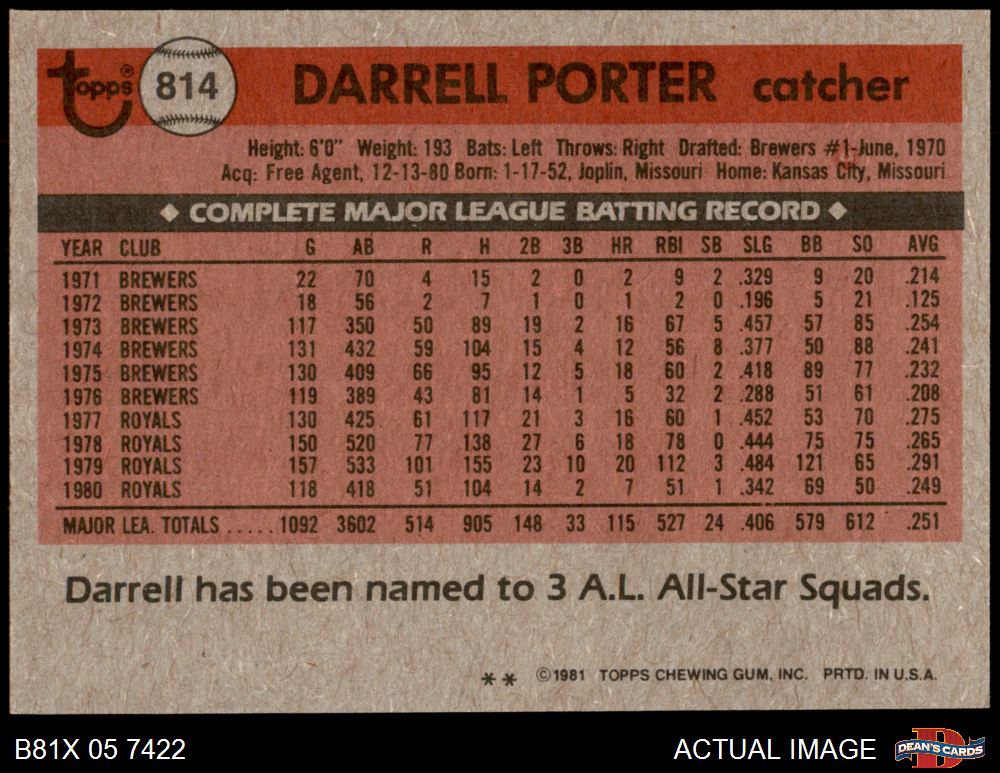 topps® 814 DARRELL PORTER catcher
Height: 6'0" Weight: 193 Bats: Left Throws: Right Drafted: Brewers #1-June, 1970
Acq: Free Agent, 12-13-80 Born: 1-17-52, Joplin, Missouri Home: Kansas City, Missouri
◆ COMPLETE MAJOR LEAGUE BATTING RECORD ◆
YEAR CLUB G AB R H 2B 3B HR RBI SB SLG BB SO AVG
1971 BREWERS 22 70 4 15 2 0 2 9 2 .329 9 20 .214
1972 BREWERS 18 56 2 7 1 0 1 2 0 .196 5 21 .125
1973 BREWERS 117 350 50 89 19 2 16 67 5 .457 57 85 .254
1974 BREWERS 131 432 59 104 15 4 12 56 8 .377 50 88 .241
1975 BREWERS 130 409 66 95 12 5 18 60 2 .418 89 77 .232
1976 BREWERS 119 389 43 81 14 1 5 32 2 .288 51 61 .208
1977 ROYALS 130 425 61 117 21 3 16 60 1 .452 53 70 .275
1978 ROYALS 150 520 77 138 27 6 18 78 0 .444 75 75 .265
1979 ROYALS 157 533 101 155 23 10 20 112 3 .484 121 65 .291
1980 ROYALS 118 418 51 104 14 2 7 51 1 .342 69 50 .249
MAJOR LEA. TOTALS ..... 1092 3602 514 905 148 33 115 527 24 .406 579 612 .251
Darrell has been named to 3 A.L. All-Star Squads.
** ©1981 TOPPS CHEWING GUM, INC. PRTD. IN U.S.A.
B81X 05 7422 ACTUAL IMAGE D DEAN'S CARDS